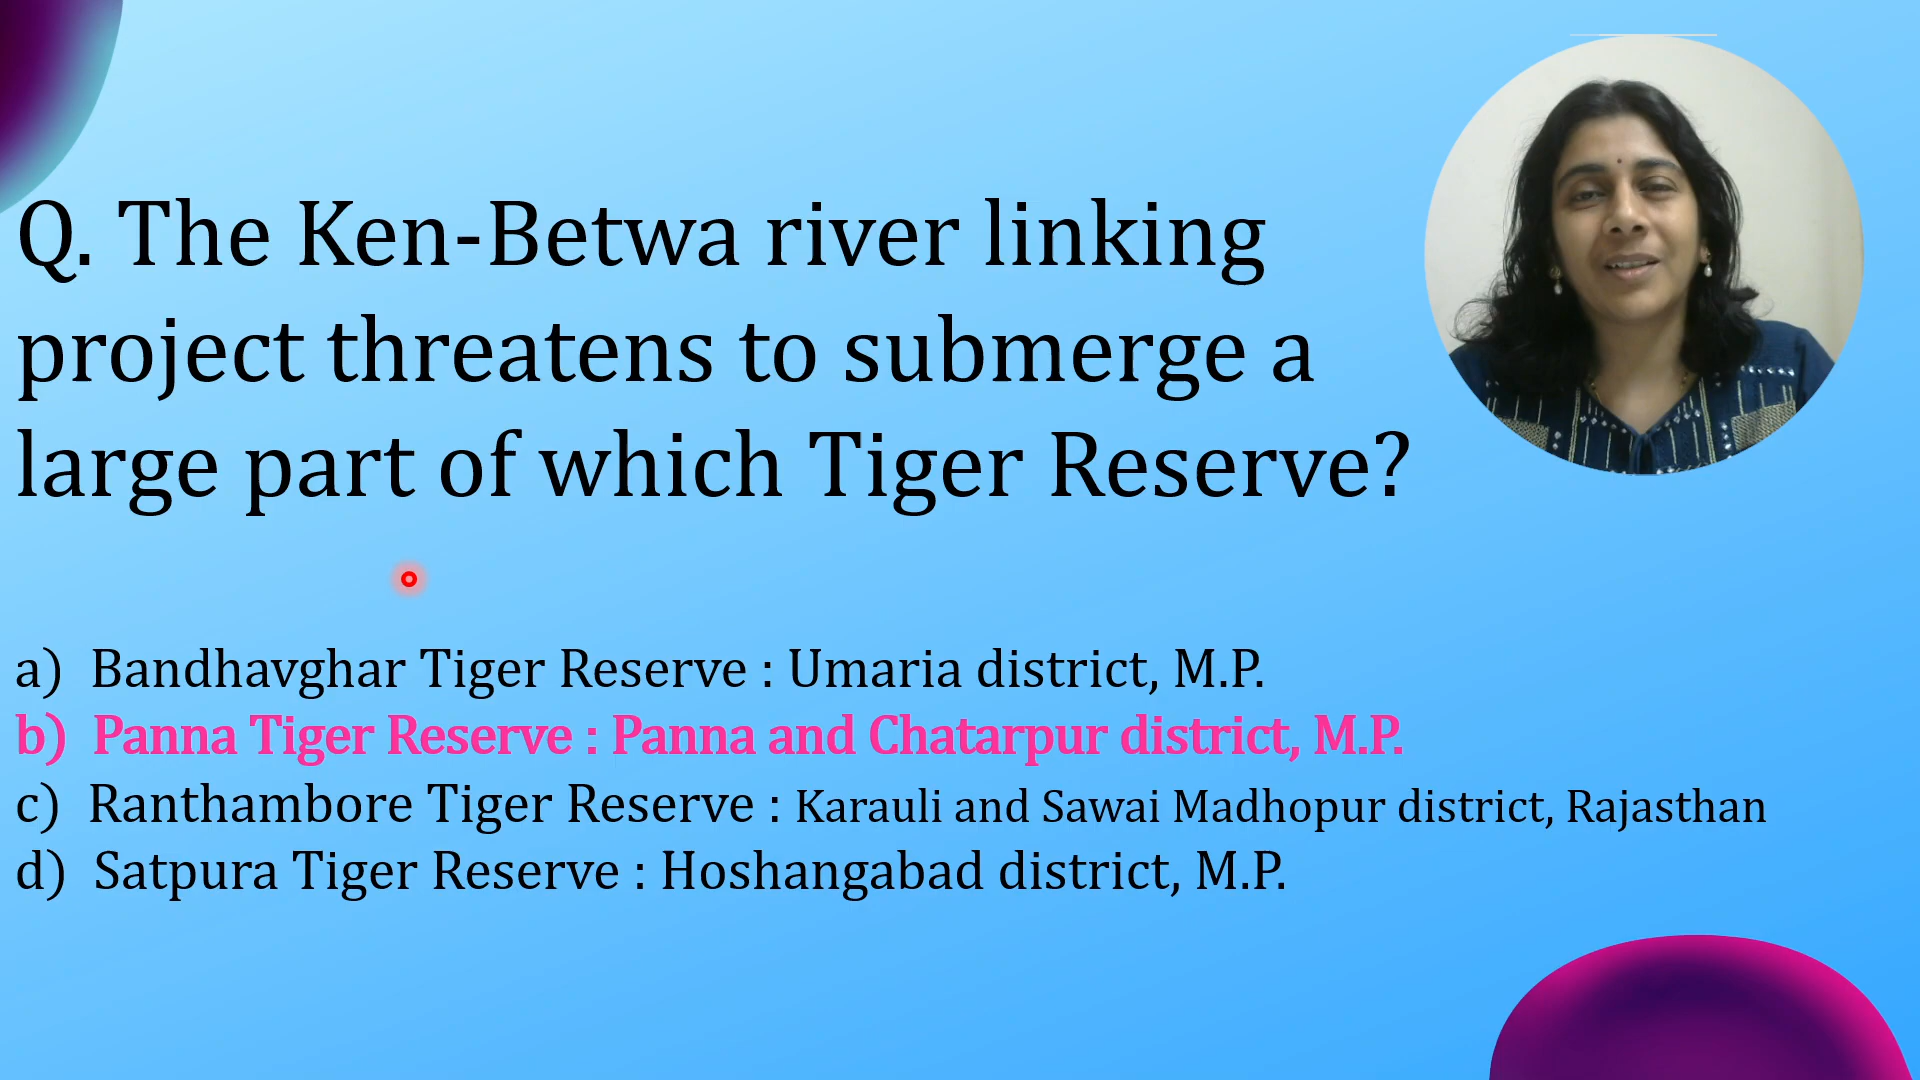 Q. The Ken-Betwa river linking
project threatens to submerge a
large part of which Tiger Reserve?
a) Bandhavghar Tiger Reserve : Umaria district, M.P.
b) Panna Tiger Reserve : Panna and Chatarpur district, M.P.
c) Ranthambore Tiger Reserve : Karauli and Sawai Madhopur district, Rajasthan
d) Satpura Tiger Reserve : Hoshangabad district, M.P.